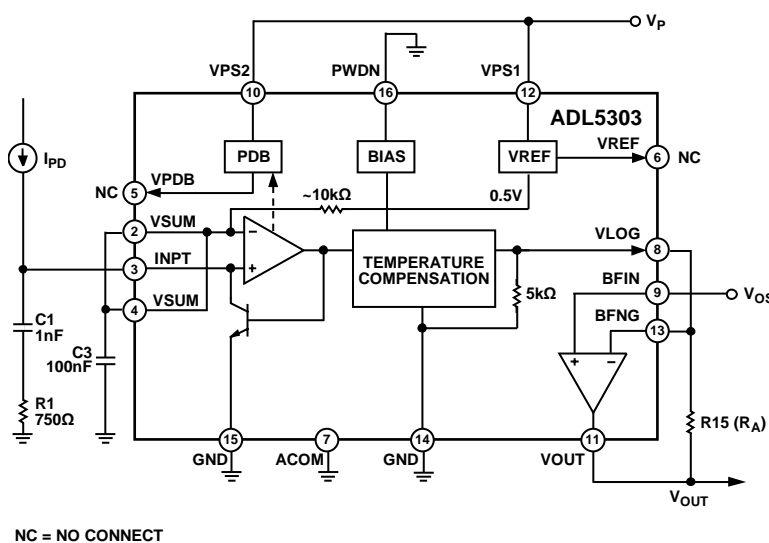 V_P
VPS2 PWDN VPS1
10 16 12
ADL5303
I_PD
PDB BIAS VREF
VREF 6 NC
NC 5 VPDB
~10kΩ 0.5V
2 VSUM
3 INPT
4 VSUM
TEMPERATURE
COMPENSATION
VLOG 8
5kΩ
BFIN 9 V_OS
BFNG 13
C1
1nF
C3
100nF
R1
750Ω
R15 (R_A)
15 7 14 11
GND ACOM GND VOUT
V_OUT
NC = NO CONNECT